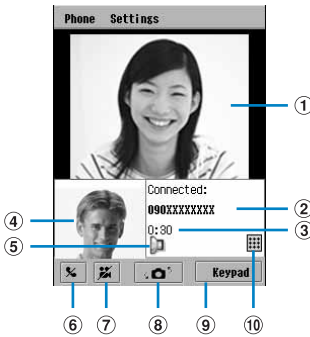 Phone Settings
①
Connected:
④
090XXXXXXXX
②
0:30
③
⑤
Keypad
⑥ ⑦ ⑧ ⑨ ⑩